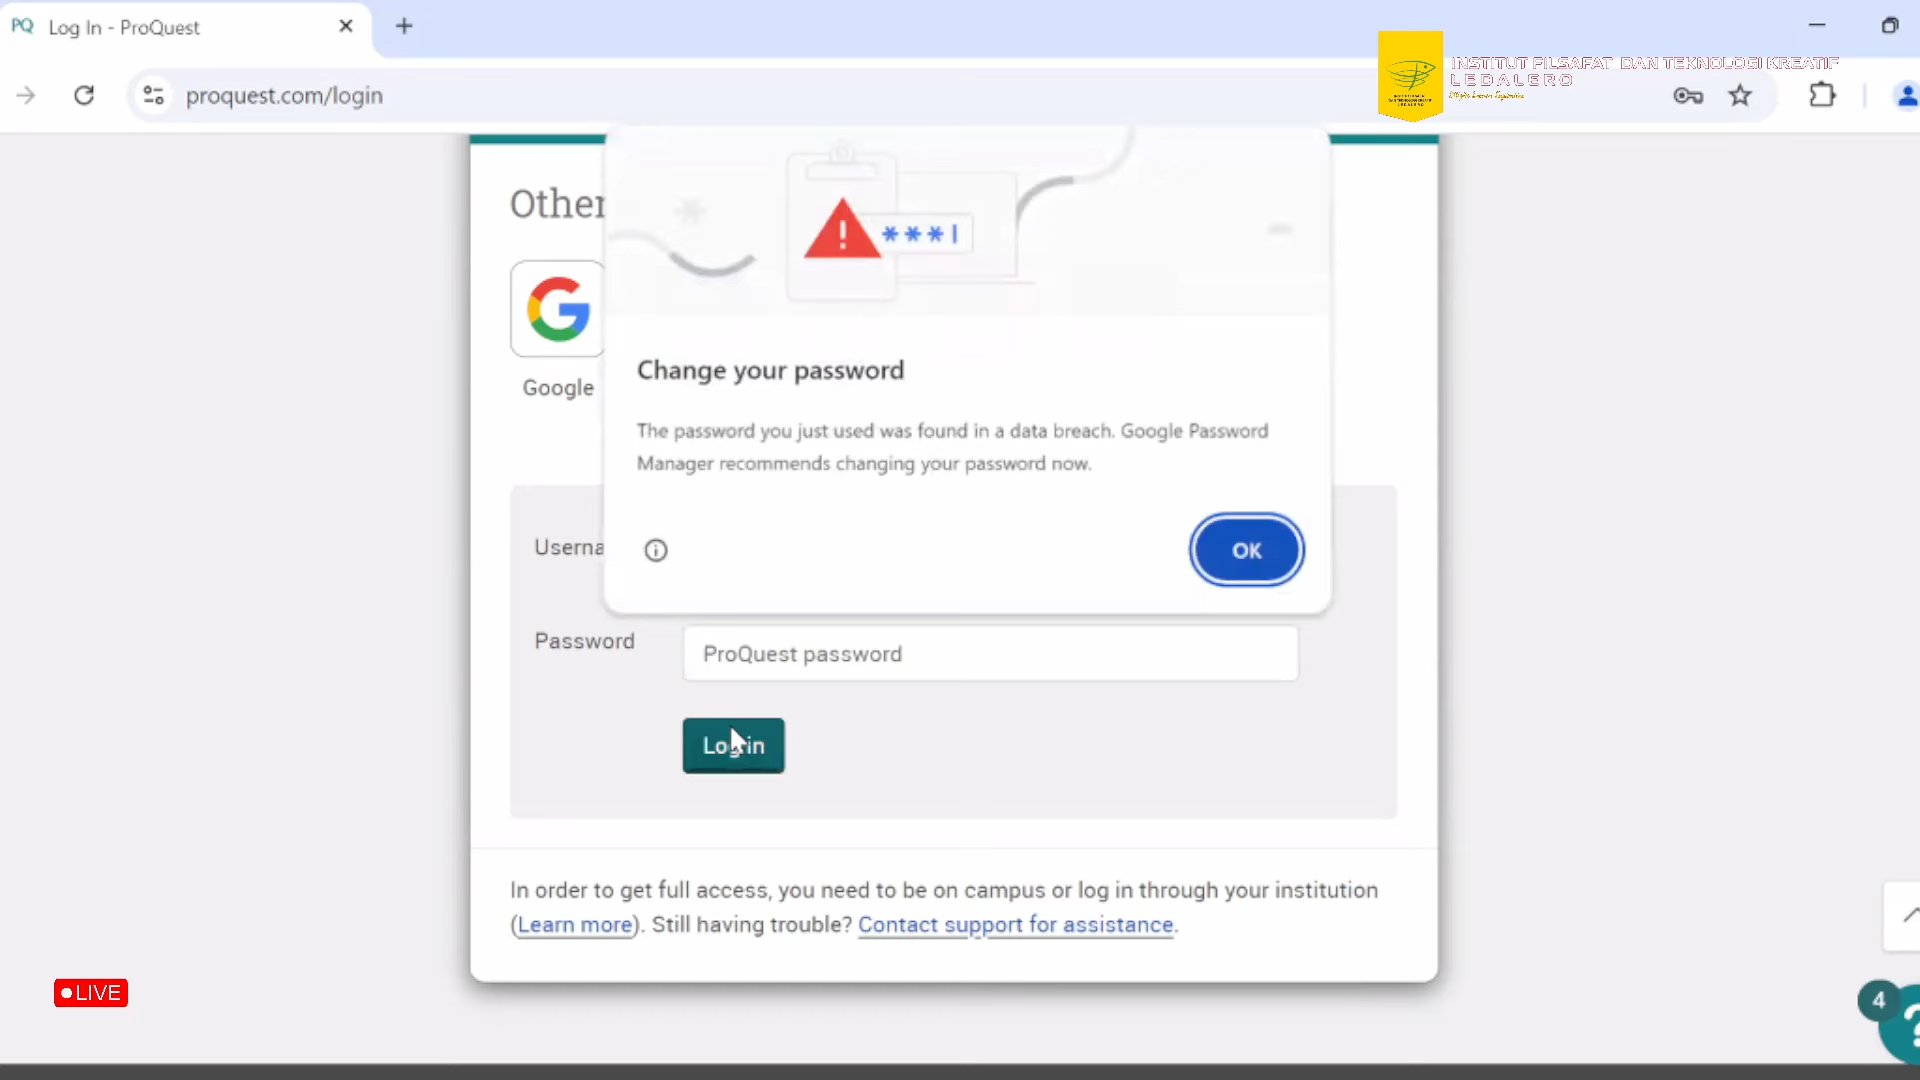 Log In - ProQuest
proquest.com/login
INSTITUT FILSAFAT DAN TEKNOLOGI KREATIF
LEDALERO
Other
***
Google
Change your password
The password you just used was found in a data breach. Google Password
Manager recommends changing your password now.
OK
Userna
Password
ProQuest password
Log in
In order to get full access, you need to be on campus or log in through your institution
(Learn more). Still having trouble? Contact support for assistance.
LIVE
4
?